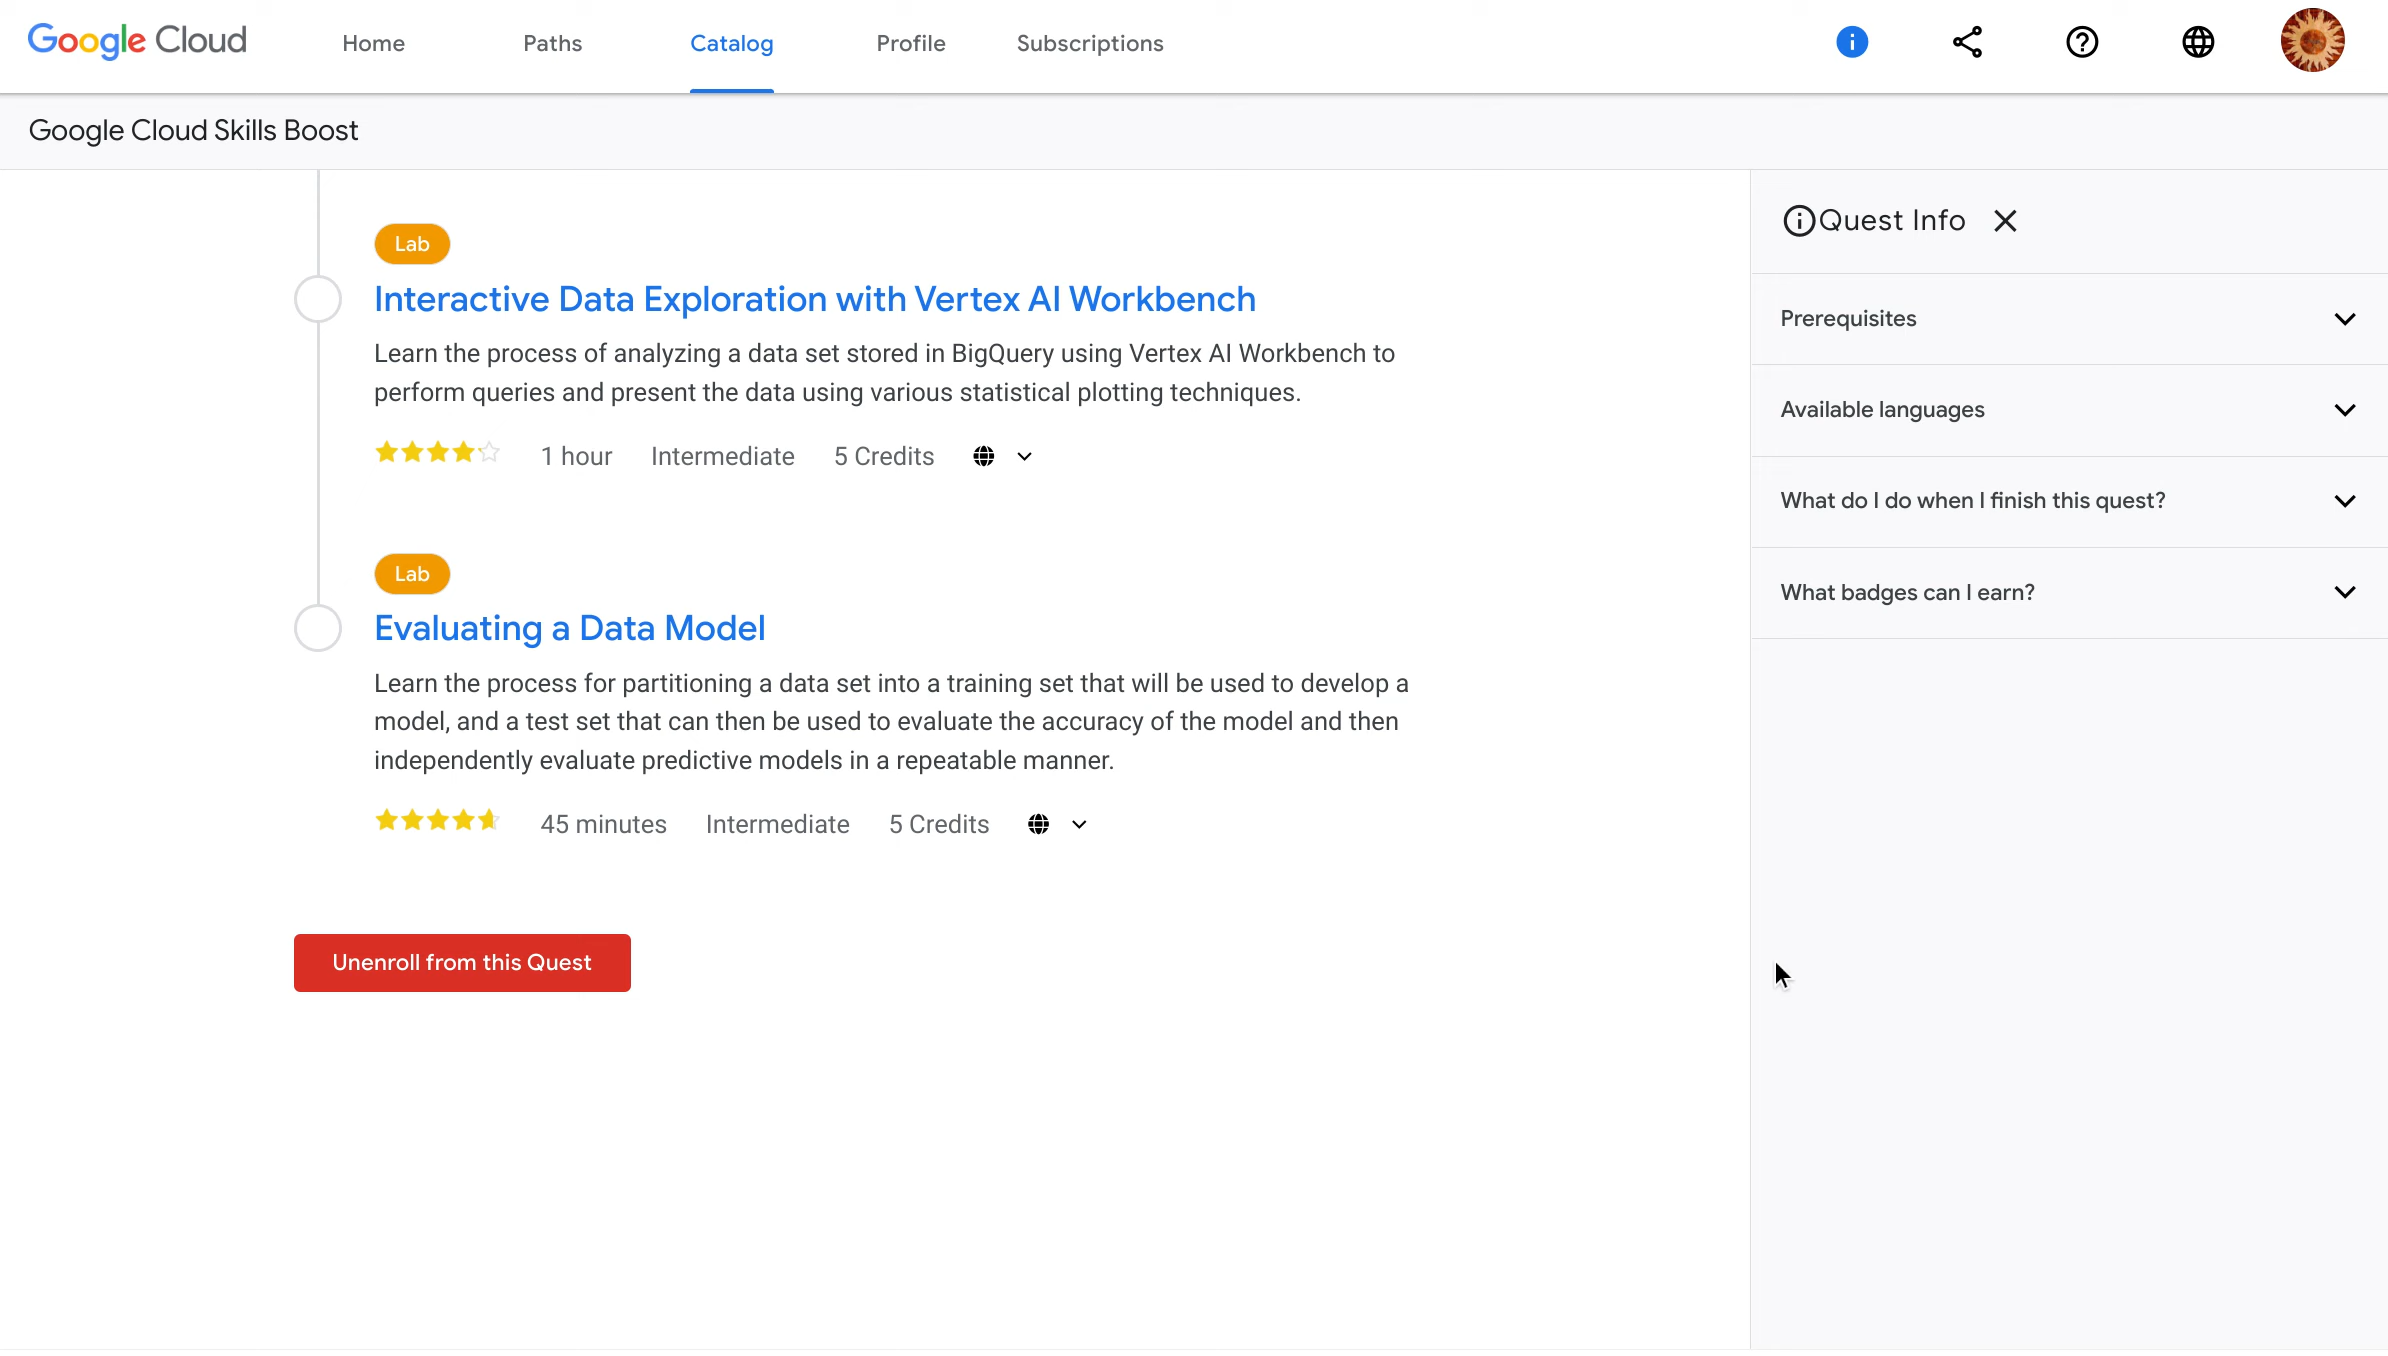 Google Cloud
Home
Paths
Catalog
Profile
Subscriptions
Google Cloud Skills Boost
Lab
Interactive Data Exploration with Vertex AI Workbench
Learn the process of analyzing a data set stored in BigQuery using Vertex AI Workbench to
perform queries and present the data using various statistical plotting techniques.
1 hour
Intermediate
5 Credits
Lab
Evaluating a Data Model
Learn the process for partitioning a data set into a training set that will be used to develop a
model, and a test set that can then be used to evaluate the accuracy of the model and then
independently evaluate predictive models in a repeatable manner.
45 minutes
Intermediate
5 Credits
Unenroll from this Quest
Quest Info
Prerequisites
Available languages
What do I do when I finish this quest?
What badges can I earn?